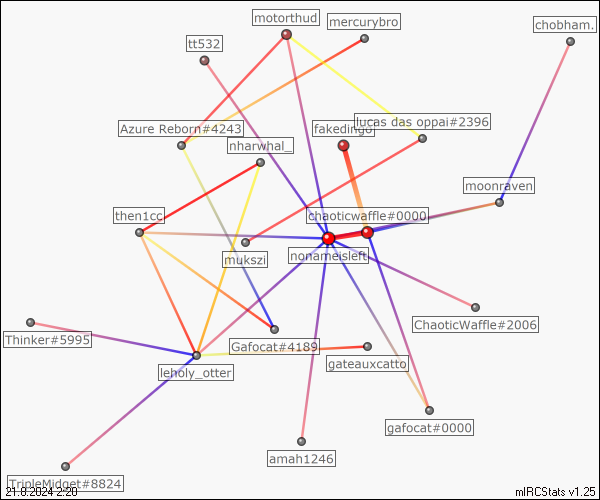 motorthud
mercurybro
chobham.
tt532
Azure Reborn#4243
fakedingo
lucas das oppai#2396
nharwhal_
moonraven
then1cc
chaoticwaffle#0000
mukszi
nonameisleft
ChaoticWaffle#2006
Thinker#5995
Gafocat#4189
gateauxcatto
leholy_otter
gafocat#0000
amah1246
TripleMidget#8824
21.8.2024 2:20
mIRCStats v1.25